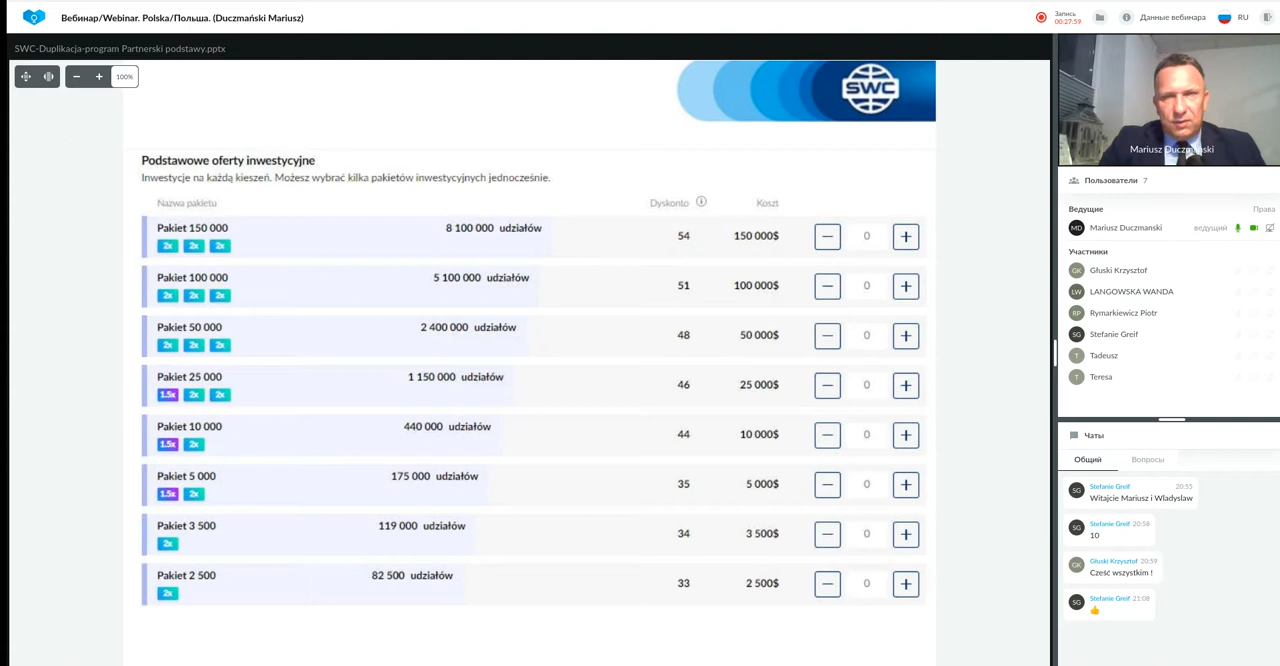 Вебинар/Webinar. Polska/Польша. (Duczmański Mariusz)
Запись
00:27:59
Данные вебинара
RU
SWC-Duplikacja-program Partnerski podstawy.pptx
100%
SWC
Podstawowe oferty inwestycyjne
Inwestycje na każdą kieszeń. Możesz wybrać kilka pakietów inwestycyjnych jednocześnie.
Nazwa pakietu Dyskonto Koszt
Pakiet 150 000 8 100 000 udziałów 54 150 000$ 0
2x 2x 2x
Pakiet 100 000 5 100 000 udziałów 51 100 000$ 0
2x 2x 2x
Pakiet 50 000 2 400 000 udziałów 48 50 000$ 0
2x 2x 2x
Pakiet 25 000 1 150 000 udziałów 46 25 000$ 0
1.5x 2x 2x
Pakiet 10 000 440 000 udziałów 44 10 000$ 0
1.5x 2x
Pakiet 5 000 175 000 udziałów 35 5 000$ 0
1.5x 2x
Pakiet 3 500 119 000 udziałów 34 3 500$ 0
2x
Pakiet 2 500 82 500 udziałów 33 2 500$ 0
2x
Mariusz Duczmanski
Пользователи 7
Ведущие Права
MD Mariusz Duczmanski ведущий
Участники
GK Głuski Krzysztof
LW LANGOWSKA WANDA
RP Rymarkiewicz Piotr
SG Stefanie Greif
T Tadeusz
T Teresa
Чаты
Общий Вопросы
SG Stefanie Greif 20:55
Witajcie Mariusz i Wladyslaw
SG Stefanie Greif 20:58
10
GK Głuski Krzysztof 20:59
Cześć wszystkim !
SG Stefanie Greif 21:08
👍